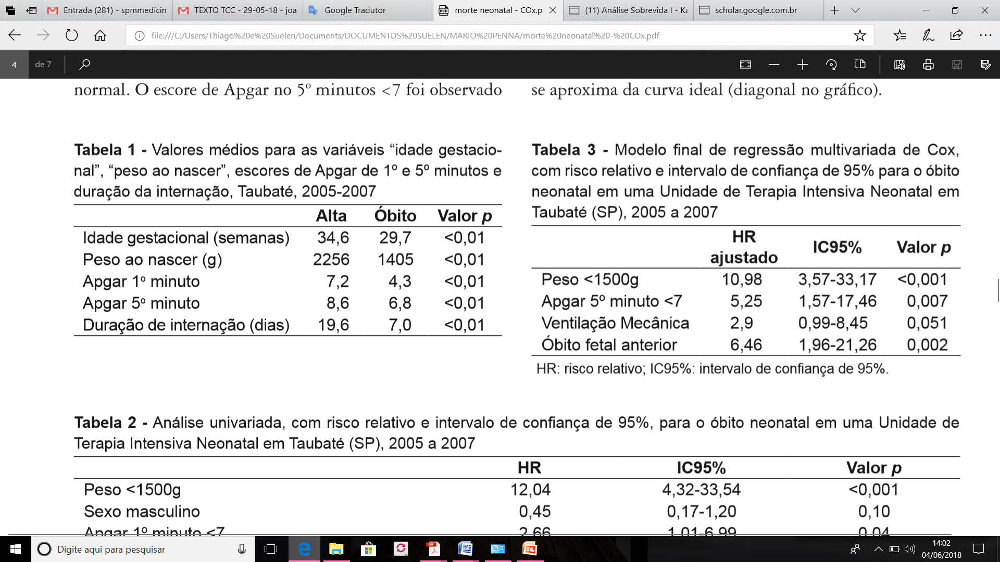 Entrada (281) - spmmedicin
TEXTO TCC - 29-05-18 - joa
Google Tradutor
morte neonatal - COx.p
(11) Análise Sobrevida I - Ka
scholar.google.com.br
file:///C:/Users/Thiago%20e%20Suelen/Documents/DOCUMENTOS%20SUELEN/MARIO%20PENNA/morte%20neonatal%20-%20COx.pdf
4 de 7
normal. O escore de Apgar no 5º minutos <7 foi observado
se aproxima da curva ideal (diagonal no gráfico).
Tabela 1 - Valores médios para as variáveis “idade gestacio-
nal”, “peso ao nascer”, escores de Apgar de 1º e 5º minutos e
duração da internação, Taubaté, 2005-2007
Alta Óbito Valor p
Idade gestacional (semanas) 34,6 29,7 <0,01
Peso ao nascer (g) 2256 1405 <0,01
Apgar 1º minuto 7,2 4,3 <0,01
Apgar 5º minuto 8,6 6,8 <0,01
Duração de internação (dias) 19,6 7,0 <0,01
Tabela 3 - Modelo final de regressão multivariada de Cox,
com risco relativo e intervalo de confiança de 95% para o óbito
neonatal em uma Unidade de Terapia Intensiva Neonatal em
Taubaté (SP), 2005 a 2007
HR
ajustado
IC95% Valor p
Peso <1500g 10,98 3,57-33,17 <0,001
Apgar 5º minuto <7 5,25 1,57-17,46 0,007
Ventilação Mecânica 2,9 0,99-8,45 0,051
Óbito fetal anterior 6,46 1,96-21,26 0,002
HR: risco relativo; IC95%: intervalo de confiança de 95%.
Tabela 2 - Análise univariada, com risco relativo e intervalo de confiança de 95%, para o óbito neonatal em uma Unidade de
Terapia Intensiva Neonatal em Taubaté (SP), 2005 a 2007
HR IC95% Valor p
Peso <1500g 12,04 4,32-33,54 <0,001
Sexo masculino 0,45 0,17-1,20 0,10
Apgar 1º minuto <7 2,66 1,01-6,99 0,04
Digite aqui para pesquisar
14:02
04/06/2018